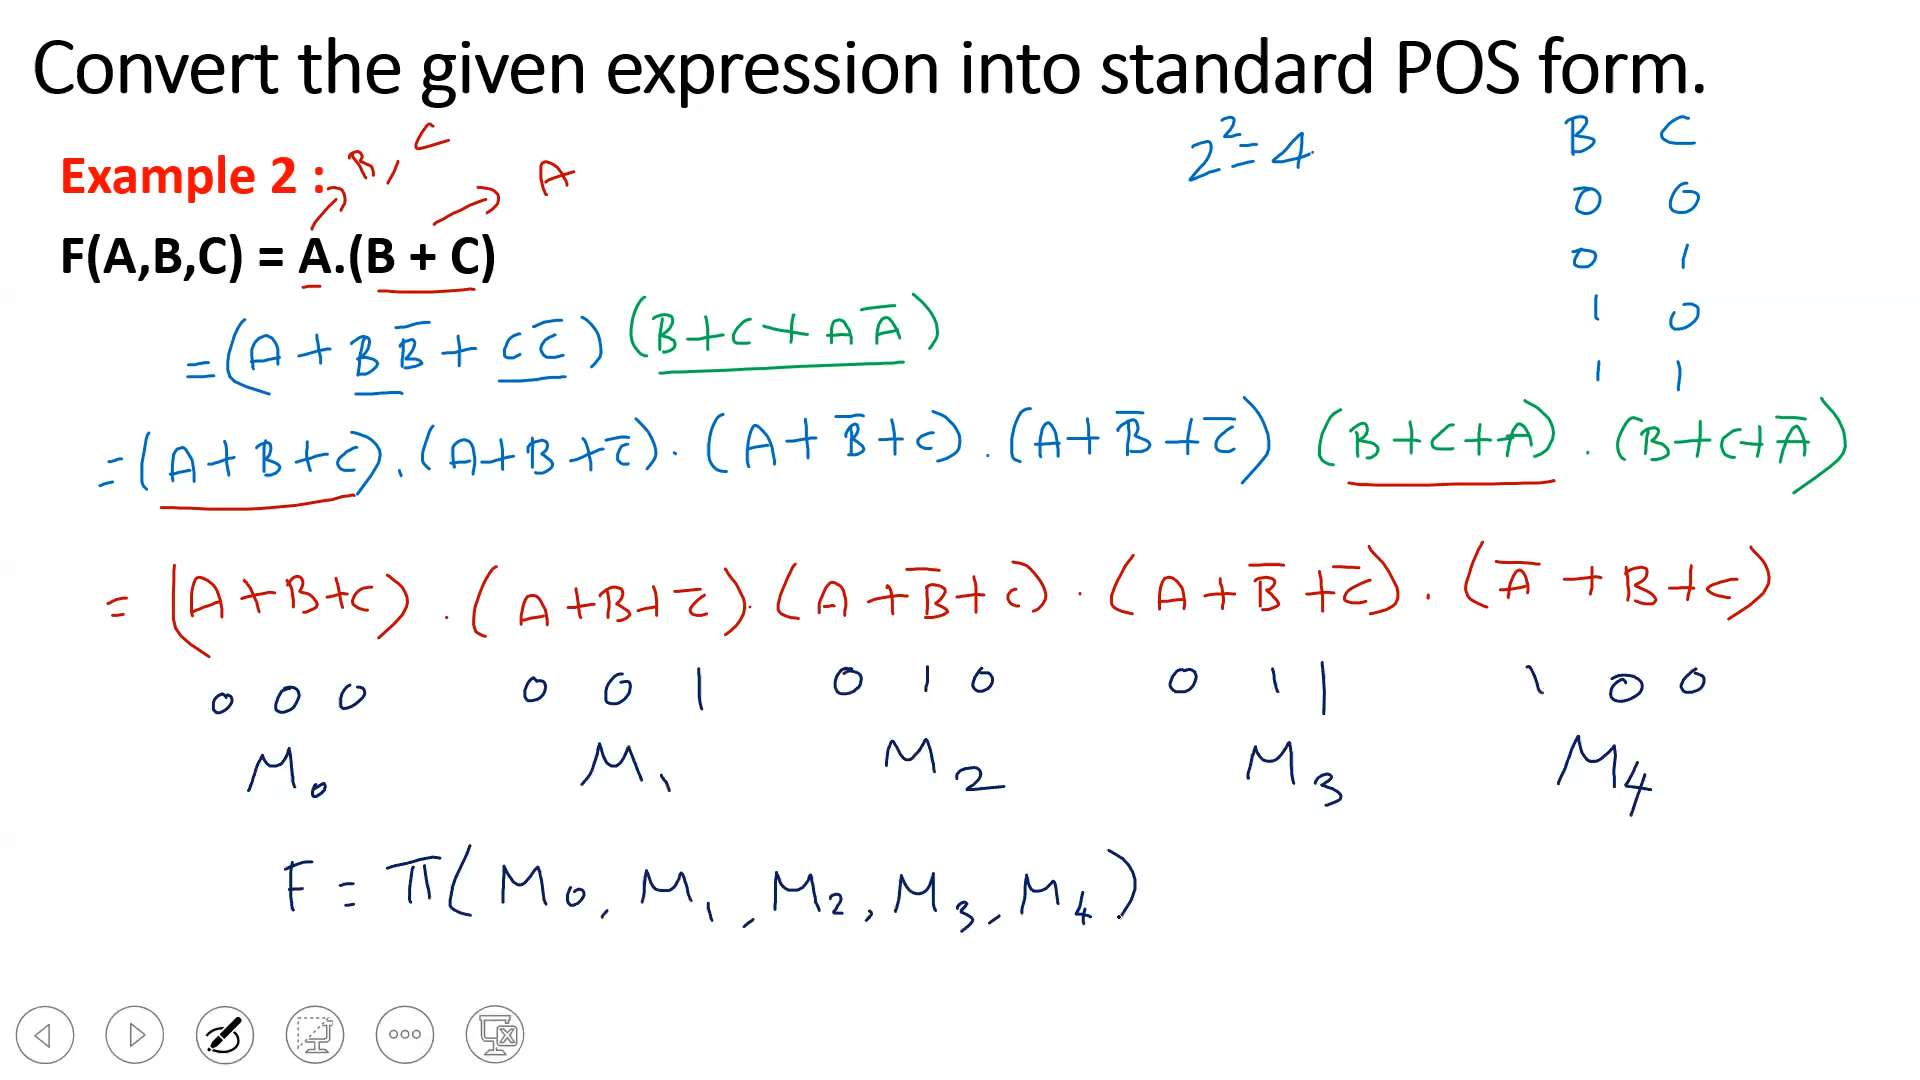 Convert the given expression into standard POS form.
2² = 4
B C
Example 2 : B, C A
0 0
F(A,B,C) = A.(B + C)
0 1
1 0
= (A + BB̅ + CC̅) (B + C + AA̅)
1 1
= (A + B + C) . (A + B + C̅) . (A + B̅ + C) . (A + B̅ + C̅) (B + C + A) . (B + C + A̅)
= (A + B + C) . (A + B + C̅) . (A + B̅ + C) . (A + B̅ + C̅) . (A̅ + B + C)
0 0 0 0 0 1 0 1 0 0 1 1 1 0 0
M₀ M₁ M₂ M₃ M₄
F = π( M₀, M₁, M₂, M₃, M₄ )